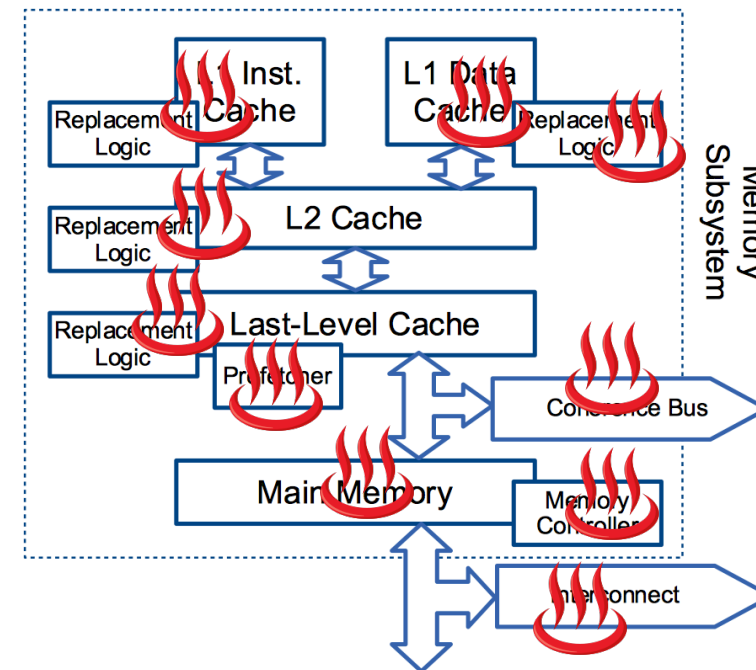 L1 Inst.
Cache
L1 Data
Cache
Replacement
Logic
Replacement
Logic
Replacement
Logic
L2 Cache
Replacement
Logic
Last-Level Cache
Prefetcher
Coherence Bus
Main Memory
Memory
Controller
Interconnect
Memory
Subsystem